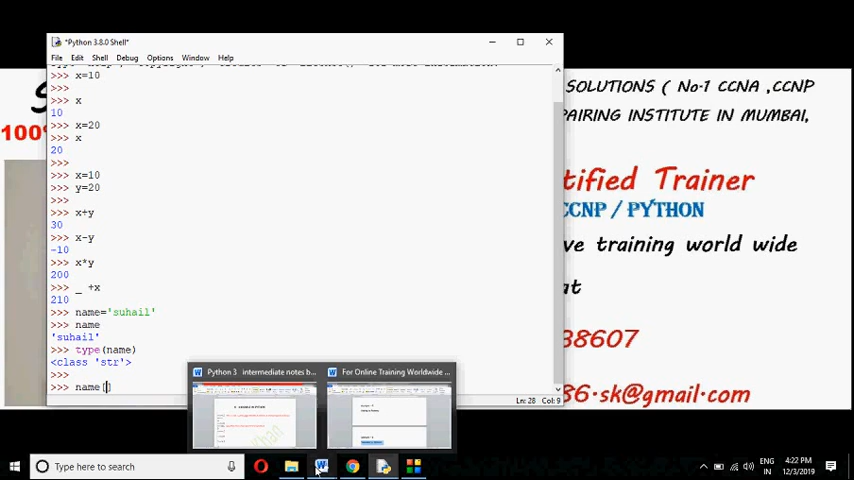 *Python 3.8.0 Shell*
File Edit Shell Debug Options Window Help
>>> x=10
>>>
>>> x
10
>>> x=20
>>> x
20
>>>
>>> x=10
>>> y=20
>>>
>>> x+y
30
>>> x-y
-10
>>> x*y
200
>>> _ +x
210
>>> name='suhail'
>>> name
'suhail'
>>> type(name)
<class 'str'>
>>>
>>> name[]
Ln: 28 Col: 9
SOLUTIONS ( No-1 CCNA ,CCNP
PAIRING INSTITUTE IN MUMBAI,
100%
tified Trainer
CCNP / PYTHON
ve training world wide
at
38607
86.sk@gmail.com
Python 3 intermediate notes b...
For Online Training Worldwide ...
Khan
Type here to search
ENG
IN
4:22 PM
12/3/2019